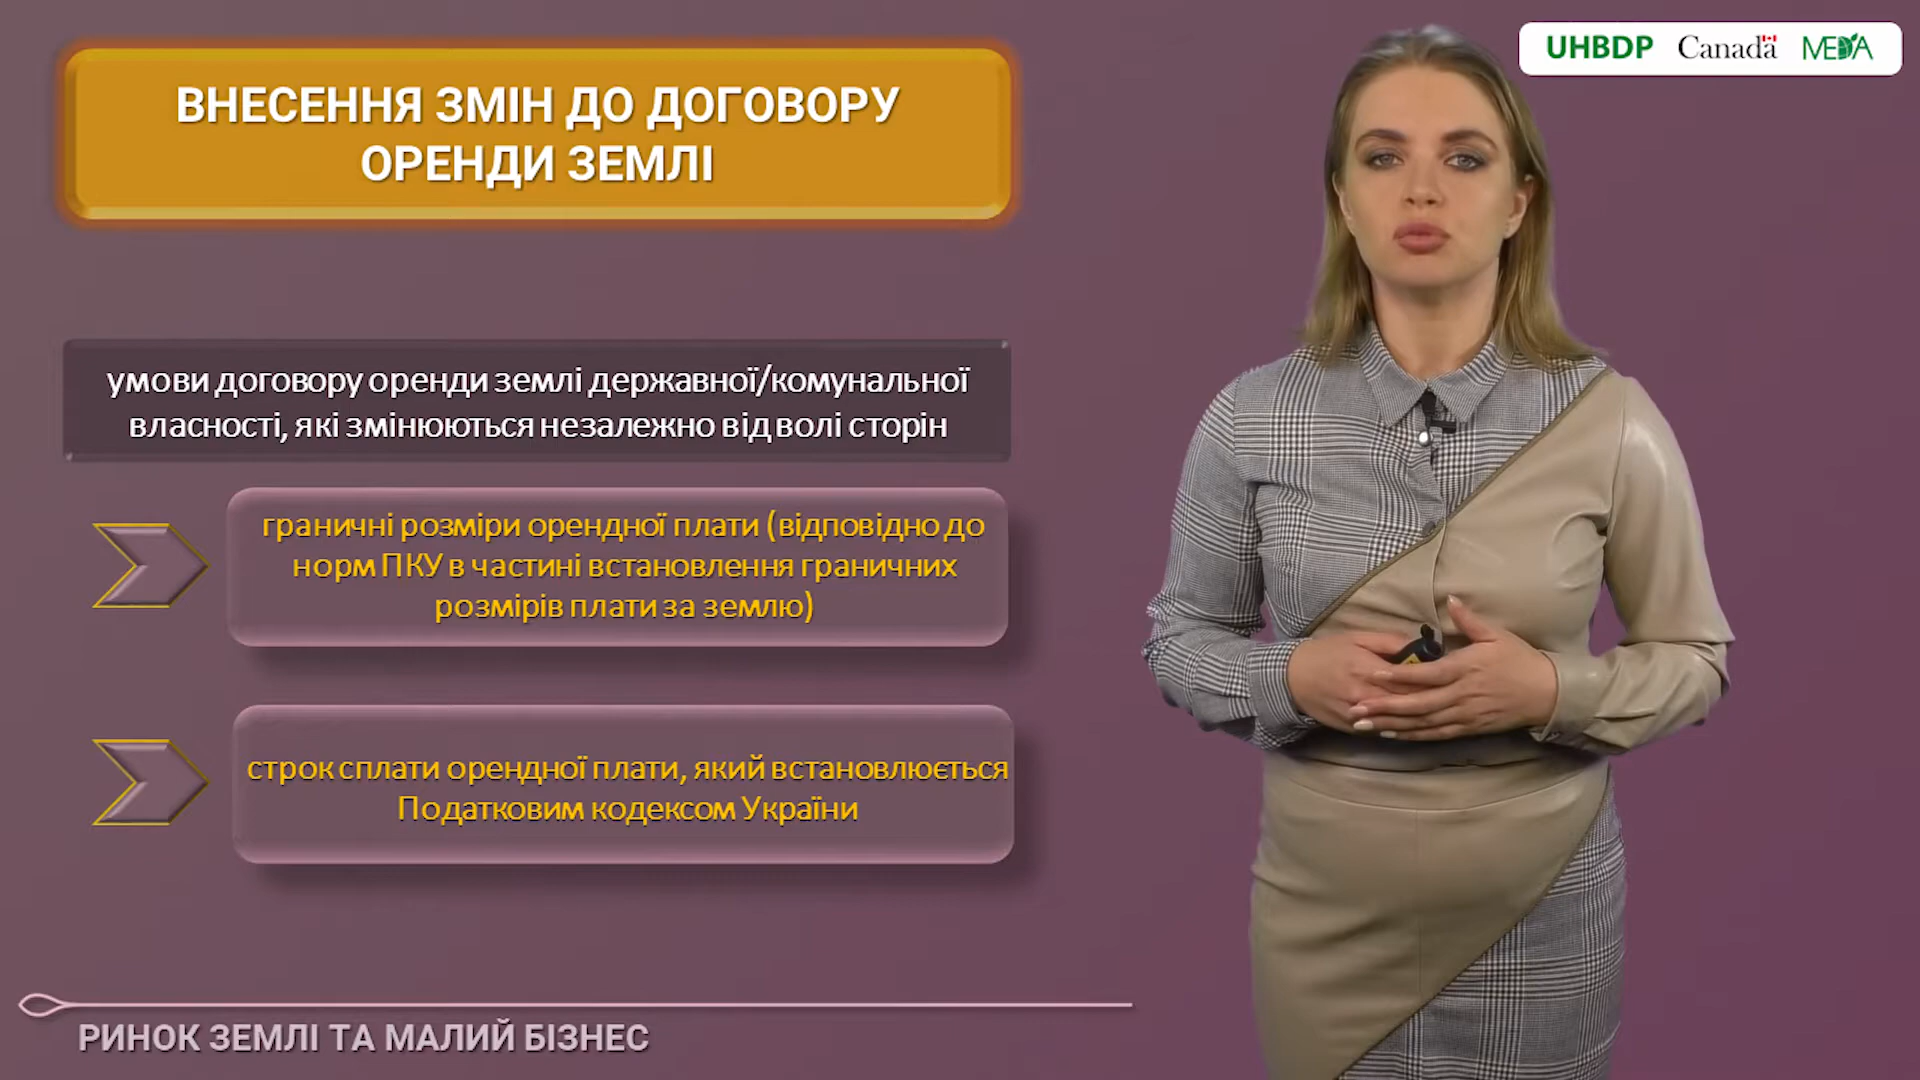 UHBDP Canada MEDA
ВНЕСЕННЯ ЗМІН ДО ДОГОВОРУ
ОРЕНДИ ЗЕМЛІ
умови договору оренди землі державної/комунальної
власності, які змінюються незалежно від волі сторін
граничні розміри орендної плати (відповідно до
норм ПКУ в частині встановлення граничних
розмірів плати за землю)
строк сплати орендної плати, який встановлюється
Податковим кодексом України
РИНОК ЗЕМЛІ ТА МАЛИЙ БІЗНЕС